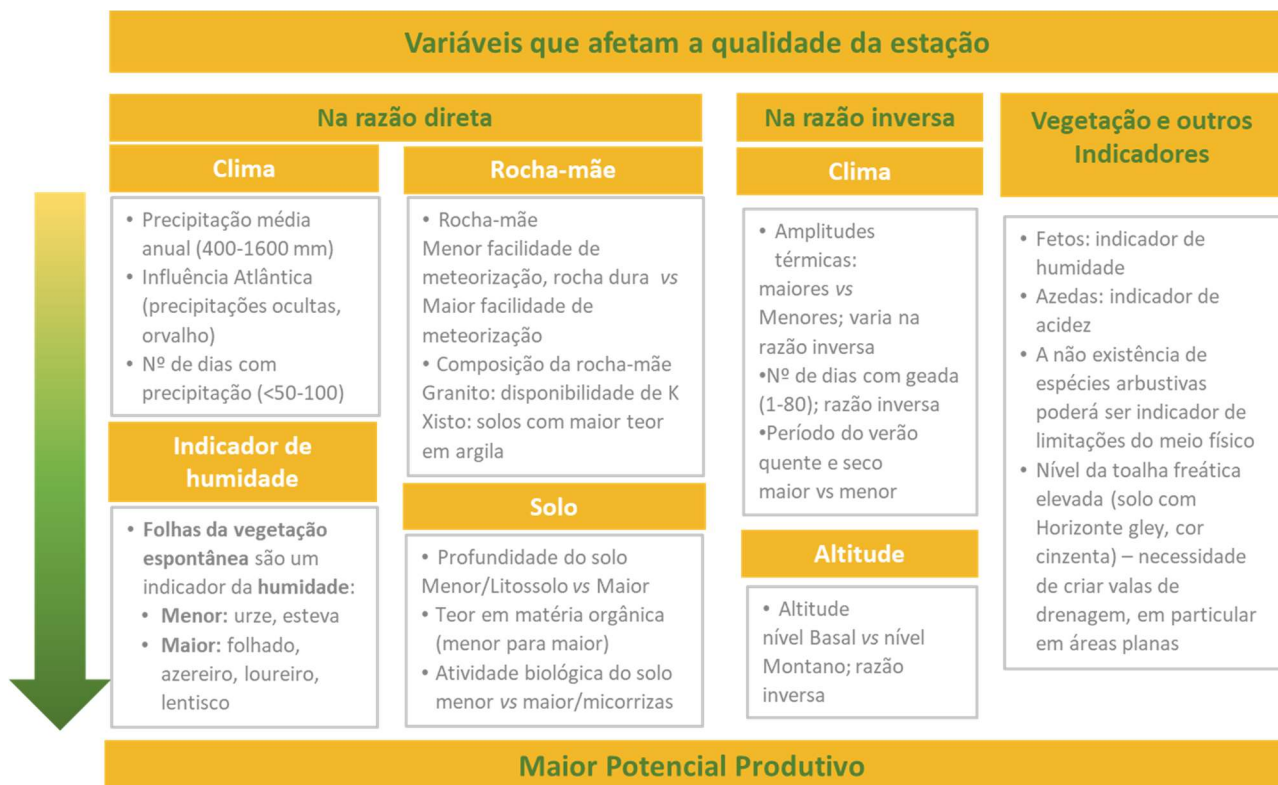 Variáveis que afetam a qualidade da estação
Na razão direta
Clima
• Precipitação média
anual (400-1600 mm)
• Influência Atlântica
(precipitações ocultas,
orvalho)
• Nº de dias com
precipitação (<50-100)
Indicador de
humidade
• Folhas da vegetação
espontânea são um
indicador da humidade:
• Menor: urze, esteva
• Maior: folhado,
azereiro, loureiro,
lentisco
Rocha-mãe
• Rocha-mãe
Menor facilidade de
meteorização, rocha dura vs
Maior facilidade de
meteorização
• Composição da rocha-mãe
Granito: disponibilidade de K
Xisto: solos com maior teor
em argila
Solo
• Profundidade do solo
Menor/Litossolo vs Maior
• Teor em matéria orgânica
(menor para maior)
• Atividade biológica do solo
menor vs maior/micorrizas
Na razão inversa
Clima
• Amplitudes
térmicas:
maiores vs
Menores; varia na
razão inversa
•Nº de dias com geada
(1-80); razão inversa
•Período do verão
quente e seco
maior vs menor
Altitude
• Altitude
nível Basal vs nível
Montano; razão
inversa
Vegetação e outros
Indicadores
• Fetos: indicador de
humidade
• Azedas: indicador de
acidez
• A não existência de
espécies arbustivas
poderá ser indicador de
limitações do meio físico
• Nível da toalha freática
elevada (solo com
Horizonte gley, cor
cinzenta) – necessidade
de criar valas de
drenagem, em particular
em áreas planas
Maior Potencial Produtivo